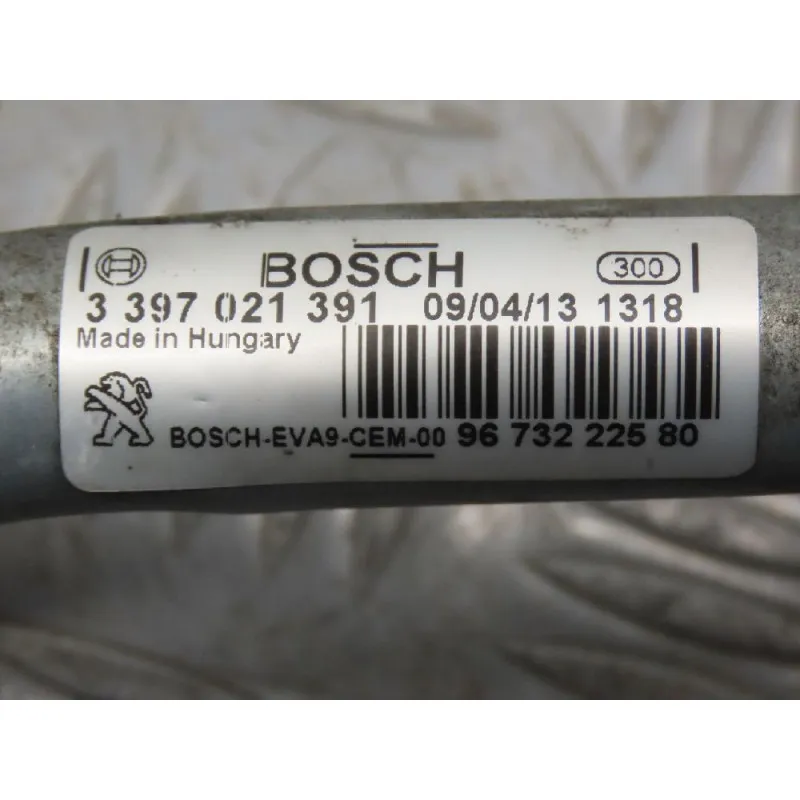 BOSCH 300
3 397 021 391 09/04/13 1318
Made in Hungary
BOSCH-EVA9-CEM-00 96 732 225 80